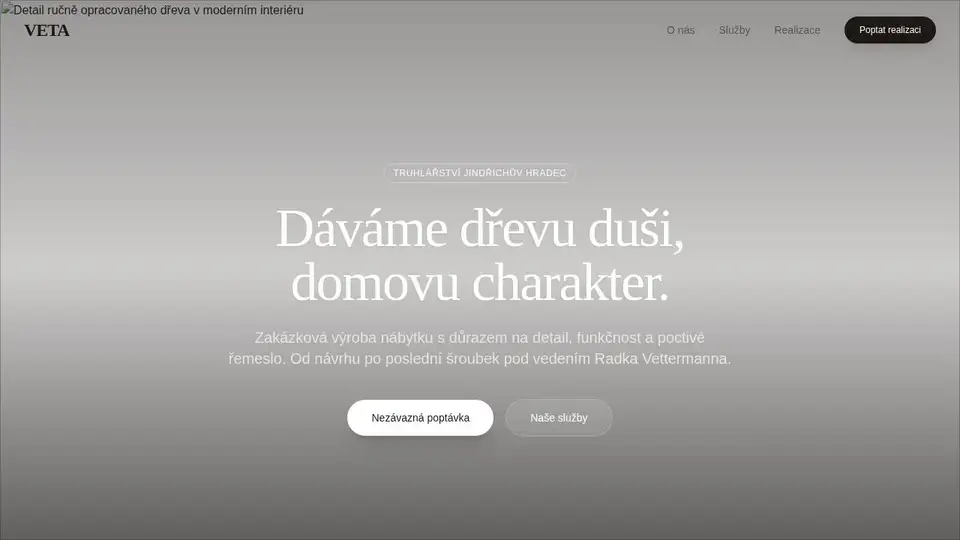 Detail ručně opracovaného dřeva v moderním interiéru
VETA
O nás
Služby
Realizace
Poptat realizaci
TRUHLÁŘSTVÍ JINDŘICHŮV HRADEC
Dáváme dřevu duši,
domovu charakter.
Zakázková výroba nábytku s důrazem na detail, funkčnost a poctivé
řemeslo. Od návrhu po poslední šroubek pod vedením Radka Vettermanna.
Nezávazná poptávka
Naše služby